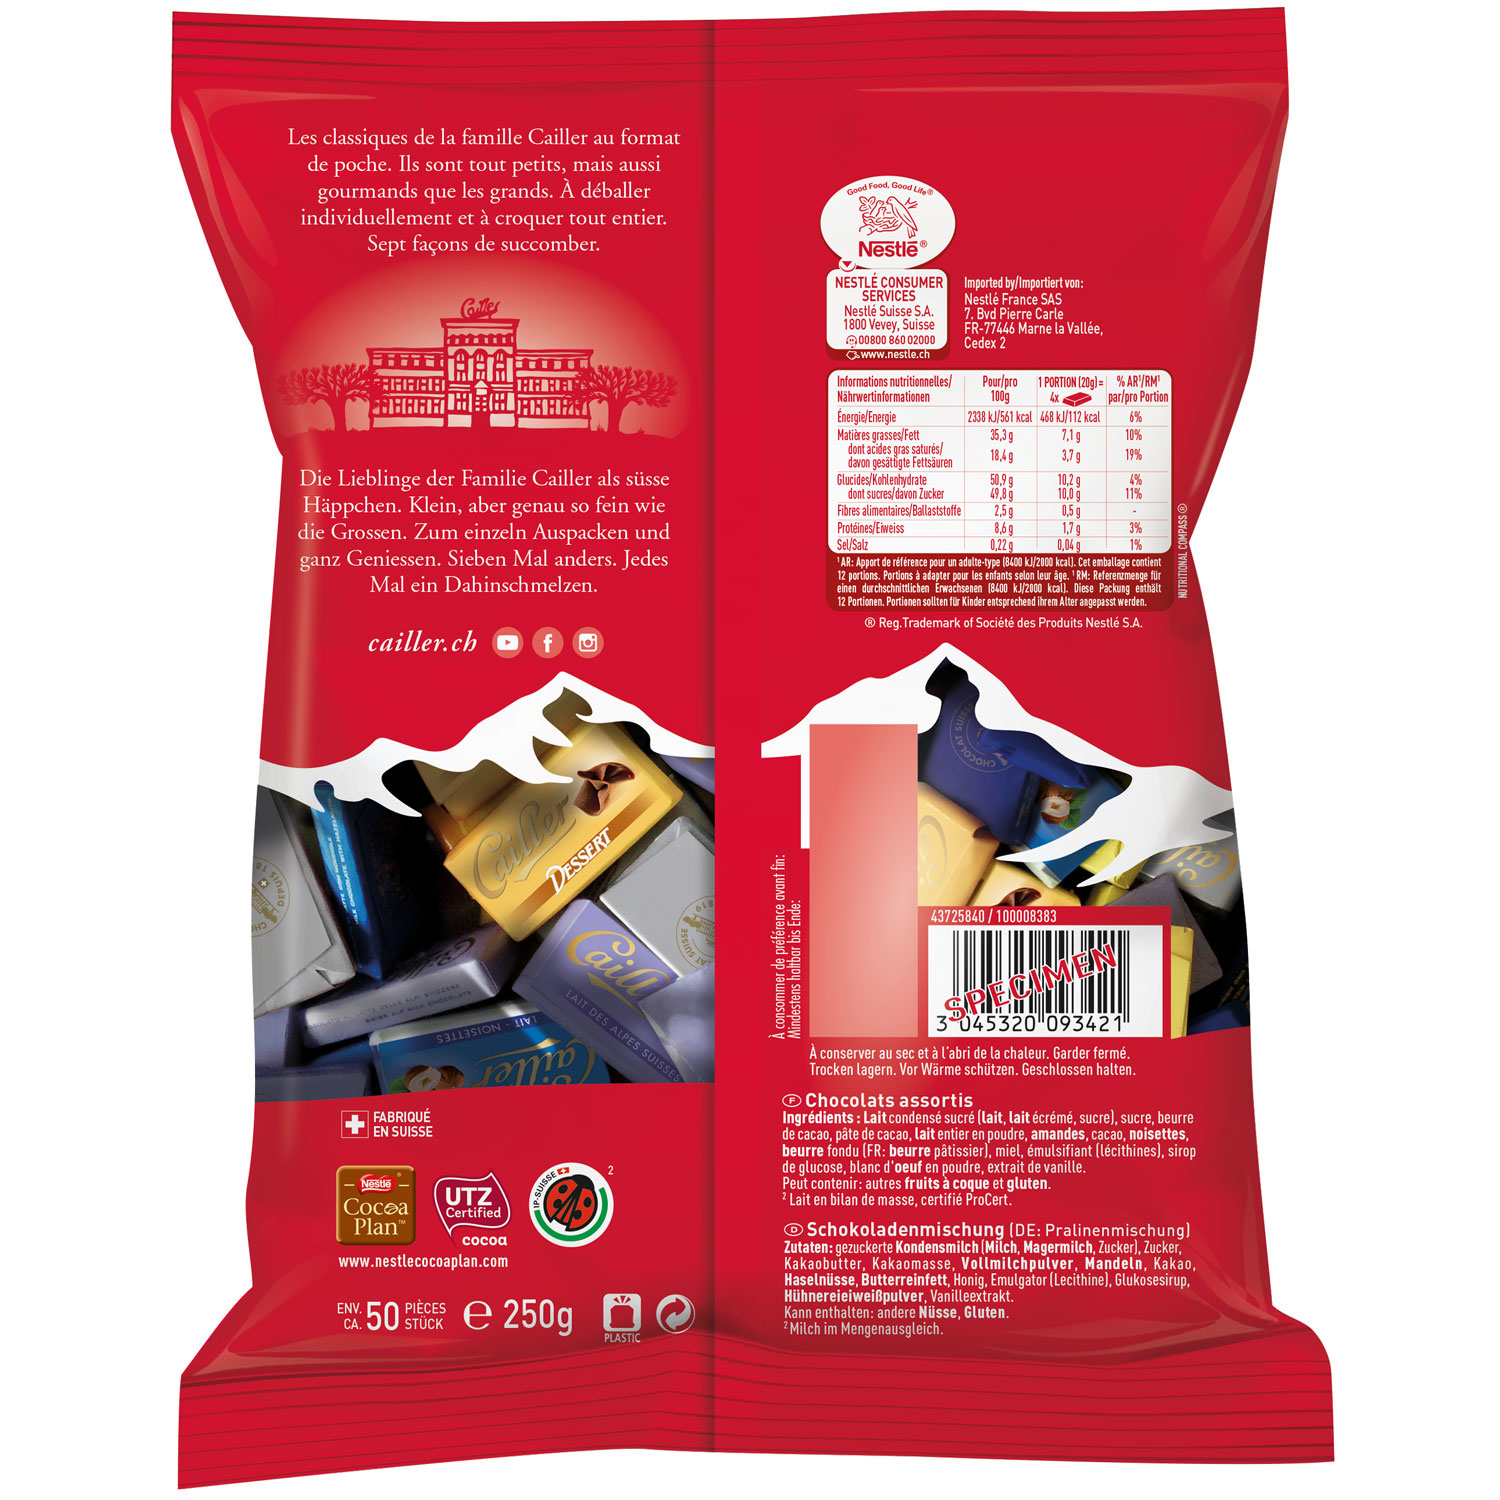 Les classiques de la famille Cailler au format
de poche. Ils sont tout petits, mais aussi
gourmands que les grands. À déballer
individuellement et à croquer tout entier.
Sept façons de succomber.
Cailler
Die Lieblinge der Familie Cailler als süsse
Häppchen. Klein, aber genau so fein wie
die Grossen. Zum einzeln Auspacken und
ganz Geniessen. Sieben Mal anders. Jedes
Mal ein Dahinschmelzen.
cailler.ch
Cailler
DESSERT
DEPUIS 18
LAT SUISSE
Caill
LAIT DES ALPES SUISSES
SWISS ALP MILK CHOCOLATE
LAIT - NOISETTES
Cailler
FABRIQUÉ
EN SUISSE
Nestlé ®
Cocoa
Plan™
UTZ
Certified
cocoa
IP-SUISSE
2
www.nestlecocoaplan.com
ENV. CA. 50 PIÈCES STÜCK ℮ 250g
PLASTIC
Good Food, Good Life®
Nestlé®
NESTLÉ CONSUMER
SERVICES
Nestlé Suisse S.A.
1800 Vevey, Suisse
00800 860 02000
www.nestle.ch
Imported by/Importiert von:
Nestlé France SAS
7. Bvd Pierre Carle
FR-77446 Marne la Vallée,
Cedex 2
Informations nutritionnelles/ Pour/pro 1 PORTION (20g)= % AR¹/RM¹
Nährwertinformationen 100g 4x par/pro Portion
Énergie/Energie 2338 kJ/561 kcal 468 kJ/112 kcal 6%
Matières grasses/Fett 35,3 g 7,1 g 10%
dont acides gras saturés/
davon gesättigte Fettsäuren 18,4 g 3,7 g 19%
Glucides/Kohlenhydrate 50,9 g 10,2 g 4%
dont sucres/davon Zucker 49,8 g 10,0 g 11%
Fibres alimentaires/Ballaststoffe 2,5 g 0,5 g -
Protéines/Eiweiss 8,6 g 1,7 g 3%
Sel/Salz 0,22 g 0,04 g 1%
¹ AR: Apport de référence pour un adulte-type (8400 kJ/2000 kcal). Cet emballage contient
12 portions. Portions à adapter pour les enfants selon leur âge. ¹ RM: Referenzmenge für
einen durchschnittlichen Erwachsenen (8400 kJ/2000 kcal). Diese Packung enthält
12 Portionen. Portionen sollten für Kinder entsprechend ihrem Alter angepasst werden.
NUTRITIONAL COMPASS ®
® Reg.Trademark of Société des Produits Nestlé S.A.
CHOCOLAT SUISSE
À consommer de préférence avant fin:
Mindestens haltbar bis Ende:
43725840 / 100008383
SPECIMEN
3 045320 093421
À conserver au sec et à l'abri de la chaleur. Garder fermé.
Trocken lagern. Vor Wärme schützen. Geschlossen halten.
F Chocolats assortis
Ingrédients : Lait condensé sucré (lait, lait écrémé, sucre), sucre, beurre
de cacao, pâte de cacao, lait entier en poudre, amandes, cacao, noisettes,
beurre fondu (FR: beurre pâtissier), miel, émulsifiant (lécithines), sirop
de glucose, blanc d'oeuf en poudre, extrait de vanille.
Peut contenir: autres fruits à coque et gluten.
² Lait en bilan de masse, certifié ProCert.
D Schokoladenmischung (DE: Pralinenmischung)
Zutaten: gezuckerte Kondensmilch (Milch, Magermilch, Zucker), Zucker,
Kakaobutter, Kakaomasse, Vollmilchpulver, Mandeln, Kakao,
Haselnüsse, Butterreinfett, Honig, Emulgator (Lecithine), Glukosesirup,
Hühnereieiweißpulver, Vanilleextrakt.
Kann enthalten: andere Nüsse, Gluten.
² Milch im Mengenausgleich.